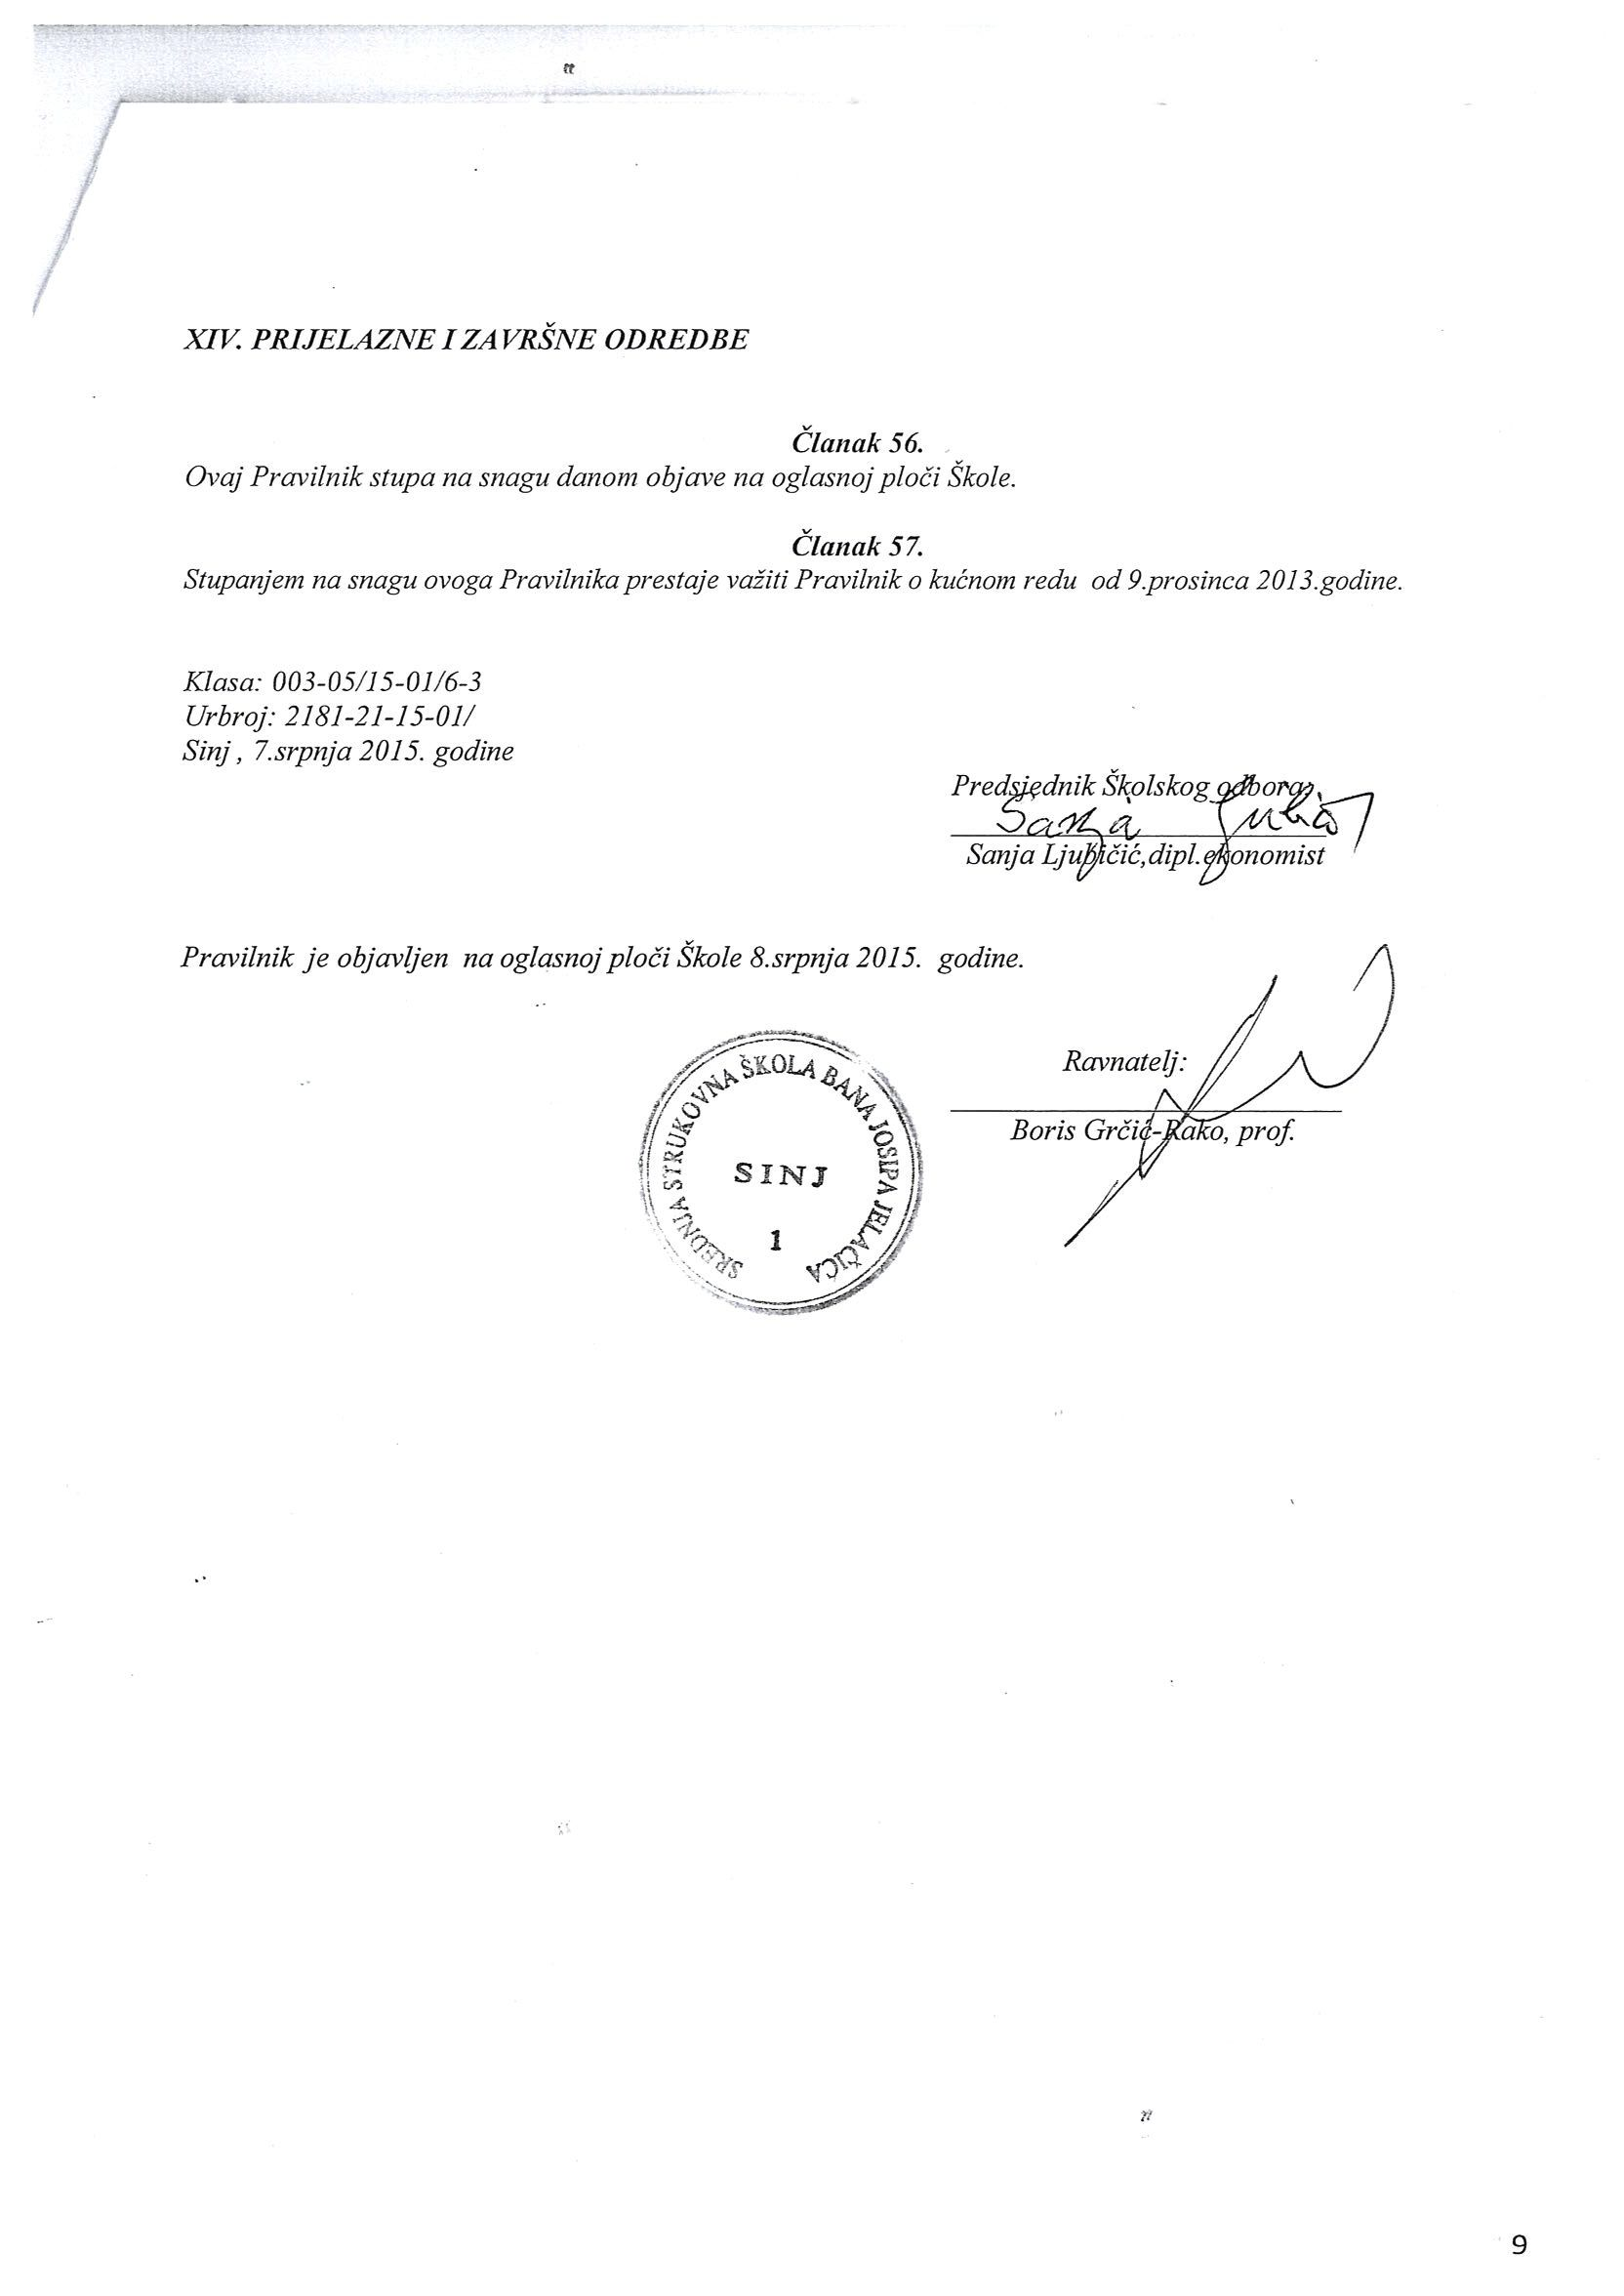 XIV. PRIJELAZNE I ZAVRŠNE ODREDBE
Članak 56.
Ovaj Pravilnik stupa na snagu danom objave na oglasnoj ploči Škole.
Članak 57.
Stupanjem na snagu ovoga Pravilnika prestaje važiti Pravilnik o kućnom redu od 9.prosinca 2013.godine.
Klasa: 003-05/15-01/6-3
Urbroj: 2181-21-15-01/
Sinj , 7.srpnja 2015. godine
Predsjednik Školskog odbora:
Sanja
Sanja Ljubičić,dipl.ekonomist
Pravilnik je objavljen na oglasnoj ploči Škole 8.srpnja 2015. godine.
Ravnatelj:
Boris Grčić-Rako, prof.
SREDNJA STRUKOVNA ŠKOLA BANA JOSIPA JELAČIĆA
SINJ
1
9